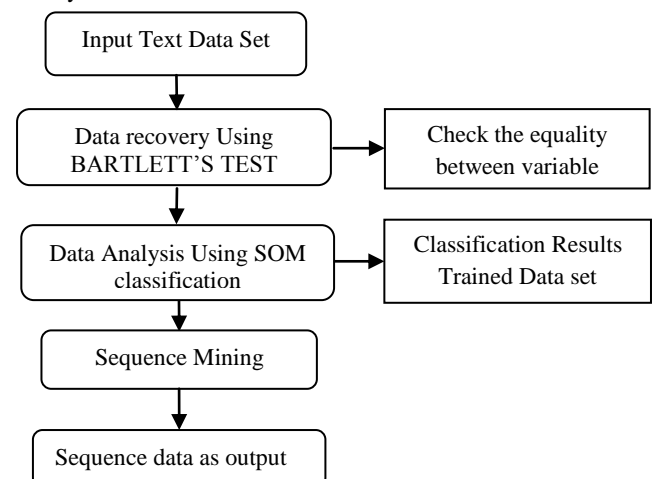 Input Text Data Set
Data recovery Using
BARTLETT'S TEST
Check the equality
between variable
Data Analysis Using SOM
classification
Classification Results
Trained Data set
Sequence Mining
Sequence data as output